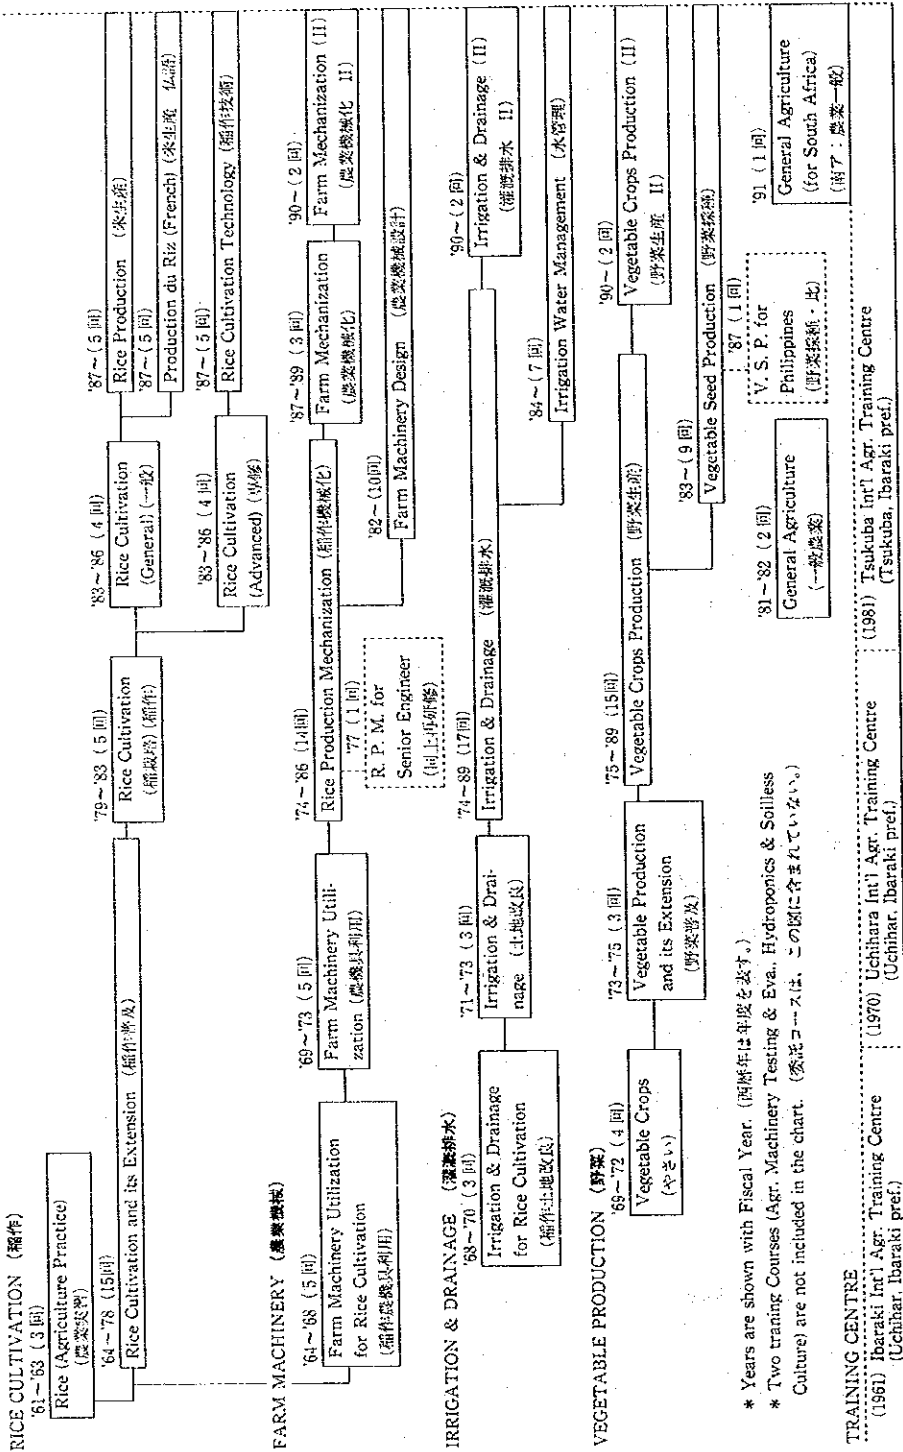 RICE CULTIVATION (稲作)
'61～'63 (3回)
Rice (Agriculture Practice)
(農業実習)
'64～'78 (15回)
Rice Cultivation and its Extension (稲作普及)
'79～'83 (5回)
Rice Cultivation
(稲栽培)(稲作)
'83～'86 (4回)
Rice Cultivation
(General) (一般)
'83～'86 (4回)
Rice Cultivation
(Advanced) (専修)
'87～ (5回)
Rice Production (米生産)
'87～ (5回)
Production du Riz (French) (米生産 仏語)
'87～ (5回)
Rice Cultivation Technology (稲作技術)
FARM MACHINERY (農業機械)
'64～'68 (5回)
Farm Machinery Utilization
for Rice Cultivation
(稲作農機具利用)
'69～'73 (5回)
Farm Machinery Utili-
zation (農機具利用)
'74～'86 (14回)
Rice Production Mechanization (稲作機械化)
'77 (1回)
R. P. M. for
Senior Engineer
(同上再研修)
'82～ (10回)
Farm Machinery Design (農業機械設計)
'87～'89 (3回)
Farm Mechanization
(農業機械化)
'90～ (2回)
Farm Mechanization (II)
(農業機械化 II)
IRRIGATION & DRAINAGE (灌漑排水)
'68～'70 (3回)
Irrigation & Drainage
for Rice Cultivation
(稲作土地改良)
'71～'73 (3回)
Irrigation & Drai-
nage (土地改良)
'74～'89 (17回)
Irrigation & Drainage (灌漑排水)
'84～ (7回)
Irrigation Water Management (水管理)
'90～ (2回)
Irrigation & Drainage (II)
(灌漑排水 II)
VEGETABLE PRODUCTION (野菜)
'69～'72 (4回)
Vegetable Crops
(やさい)
'73～'75 (3回)
Vegetable Production
and its Extension
(野菜普及)
'75～'89 (15回)
Vegetable Crops Production (野菜生産)
'83～ (9回)
Vegetable Seed Production (野菜採種)
'87 (1回)
V. S. P. for
Philippines
(野菜採種・比)
'90～ (2回)
Vegetable Crops Production (II)
(野菜生産 II)
'81～'82 (2回)
General Agriculture
(一般農業)
'91 (1回)
General Agriculture
(for South Africa)
(南ア：農業一般)
* Years are shown with Fiscal Year. (西暦年は年度を表す。)
* Two traning Courses (Agr. Machinery Testing & Eva., Hydroponics & Soilless
Culture) are not included in the chart. (委託コースは、この図に含まれていない。)
TRAINING CENTRE
(1961) Ibaraki Int'l Agr. Training Centre
(Uchihar, Ibaraki pref.)
(1970) Uchihara Int'l Agr. Training Centre
(Uchihar, Ibaraki pref.)
(1981) Tsukuba Int'l Agr. Training Centre
(Tsukuba, Ibaraki pref.)